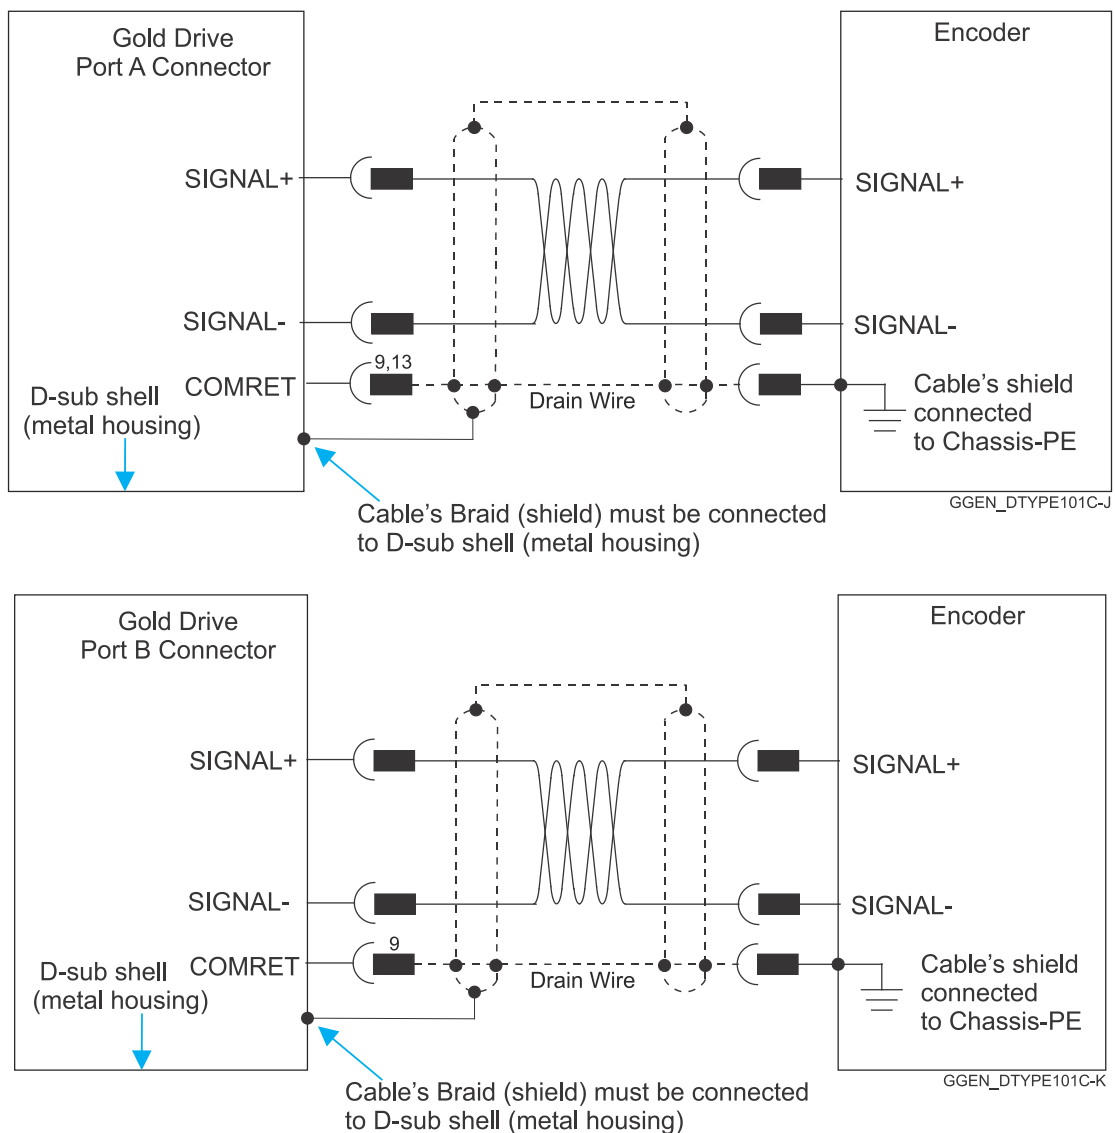 Gold Drive
Port A Connector
Encoder
SIGNAL+
SIGNAL+
SIGNAL-
SIGNAL-
9,13
COMRET
Drain Wire
D-sub shell
(metal housing)
Cable's shield
connected
to Chassis-PE
GGEN_DTYPE101C-J
Cable's Braid (shield) must be connected
to D-sub shell (metal housing)
Gold Drive
Port B Connector
Encoder
SIGNAL+
SIGNAL+
SIGNAL-
SIGNAL-
9
COMRET
Drain Wire
D-sub shell
(metal housing)
Cable's shield
connected
to Chassis-PE
GGEN_DTYPE101C-K
Cable's Braid (shield) must be connected
to D-sub shell (metal housing)